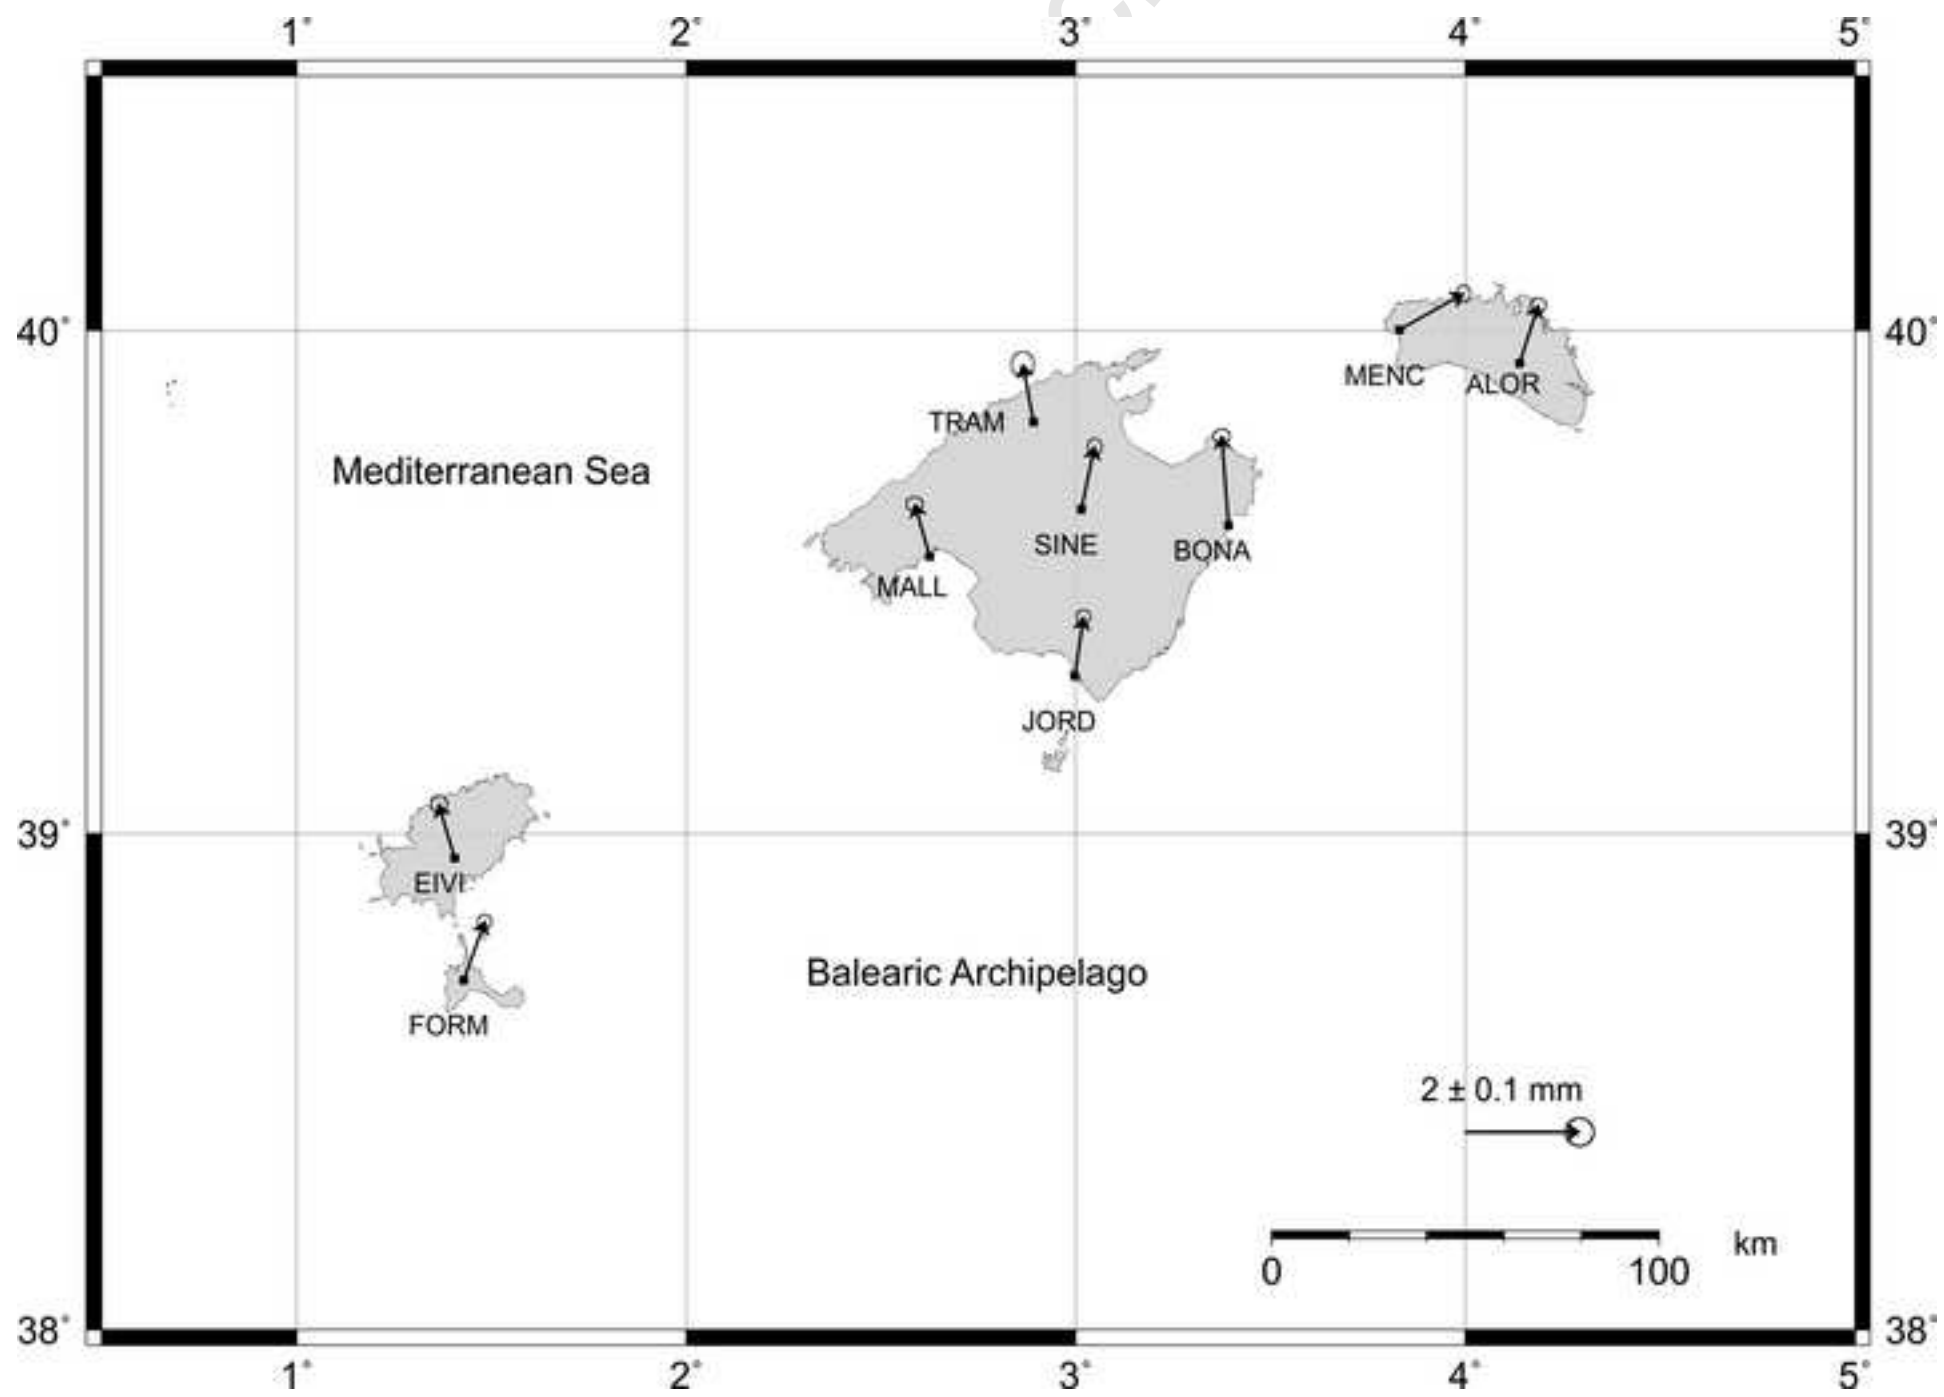 1° 2° 3° 4° 5°
40° 40°
MENC ALOR
TRAM
Mediterranean Sea
SINE BONA
MALL
JORD
39° 39°
EIVI
Balearic Archipelago
FORM
2 ± 0.1 mm
km
0 100
38° 38°
1° 2° 3° 4° 5°